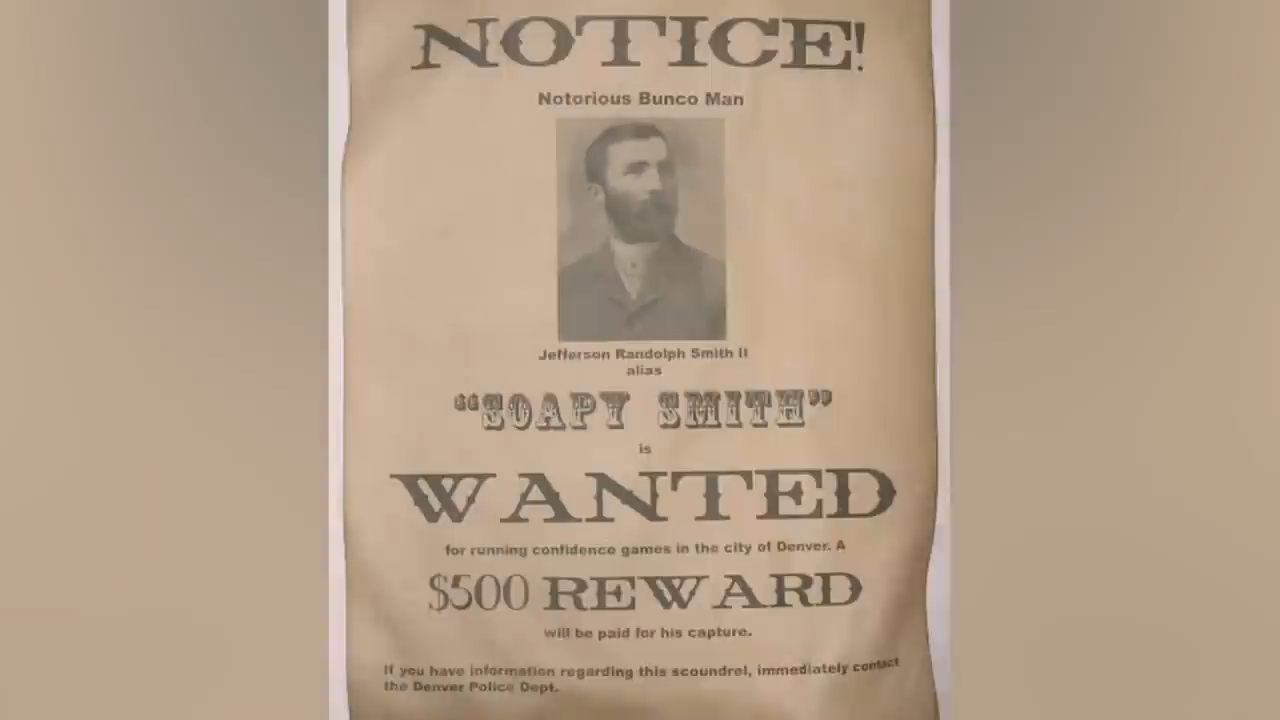 NOTICE!
Notorious Bunco Man
Jefferson Randolph Smith II
alias
“SOAPY SMITH”
is
WANTED
for running confidence games in the city of Denver. A
$500 REWARD
will be paid for his capture.
If you have information regarding this scoundrel, immediately contact
the Denver Police Dept.